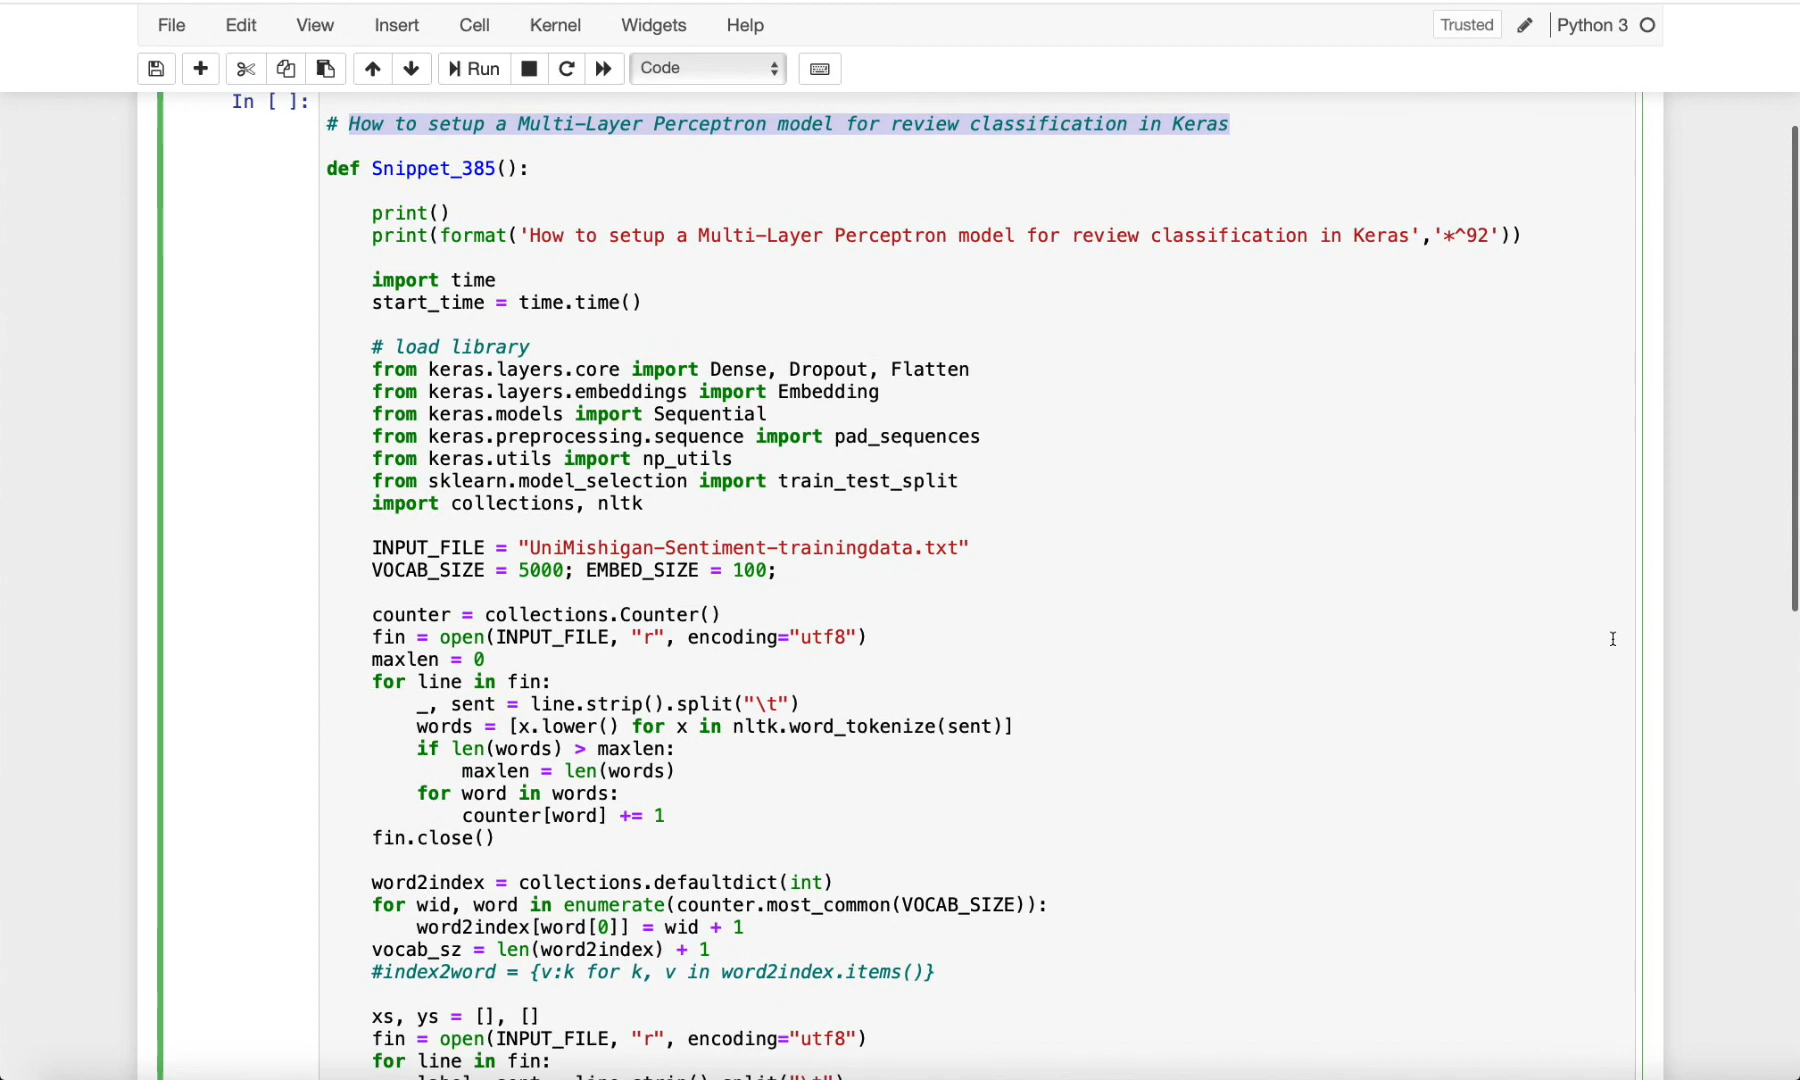 File Edit View Insert Cell Kernel Widgets Help Trusted Python 3
Run Code
In [ ]:
# How to setup a Multi-Layer Perceptron model for review classification in Keras
def Snippet_385():
print()
print(format('How to setup a Multi-Layer Perceptron model for review classification in Keras','*^92'))
import time
start_time = time.time()
# load library
from keras.layers.core import Dense, Dropout, Flatten
from keras.layers.embeddings import Embedding
from keras.models import Sequential
from keras.preprocessing.sequence import pad_sequences
from keras.utils import np_utils
from sklearn.model_selection import train_test_split
import collections, nltk
INPUT_FILE = "UniMishigan-Sentiment-trainingdata.txt"
VOCAB_SIZE = 5000; EMBED_SIZE = 100;
counter = collections.Counter()
fin = open(INPUT_FILE, "r", encoding="utf8")
maxlen = 0
for line in fin:
_, sent = line.strip().split("\t")
words = [x.lower() for x in nltk.word_tokenize(sent)]
if len(words) > maxlen:
maxlen = len(words)
for word in words:
counter[word] += 1
fin.close()
word2index = collections.defaultdict(int)
for wid, word in enumerate(counter.most_common(VOCAB_SIZE)):
word2index[word[0]] = wid + 1
vocab_sz = len(word2index) + 1
#index2word = {v:k for k, v in word2index.items()}
xs, ys = [], []
fin = open(INPUT_FILE, "r", encoding="utf8")
for line in fin: